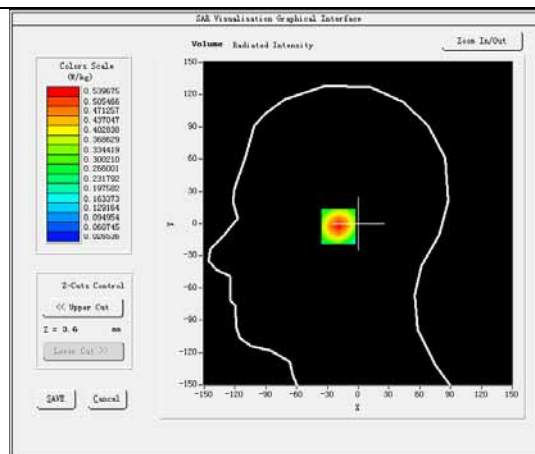 SAR Visualisation Graphical Interface
Volume Radiated Intensity
Zoom In/Out
Colors Scale
(W/kg)
0.539675
0.505466
0.471257
0.437047
0.402838
0.368629
0.334419
0.300210
0.266001
0.231792
0.197582
0.163373
0.129164
0.094954
0.060745
0.026536
Z-Cuts Control
<< Upper Cut
Z = 3.6 mm
Lower Cut >>
SAVE Cancel
150-
120-
90-
60-
30-
0-
-30-
-60-
-90-
-120-
-150-
Y
-150 -120 -90 -60 -30 0 30 60 90 120 150
X